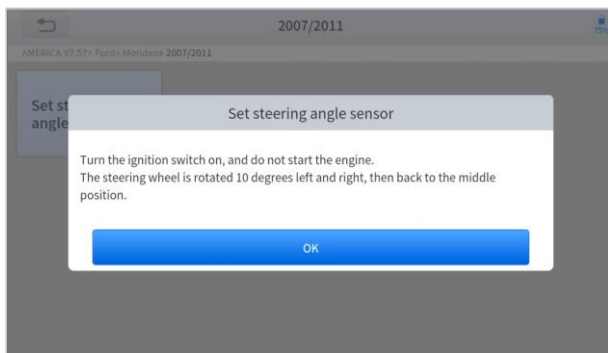 2007/2011
75%
AMERICA V7.57> Ford> Mondeo> 2007/2011
Set st
angle
Set steering angle sensor
Turn the ignition switch on, and do not start the engine.
The steering wheel is rotated 10 degrees left and right, then back to the middle
position.
OK